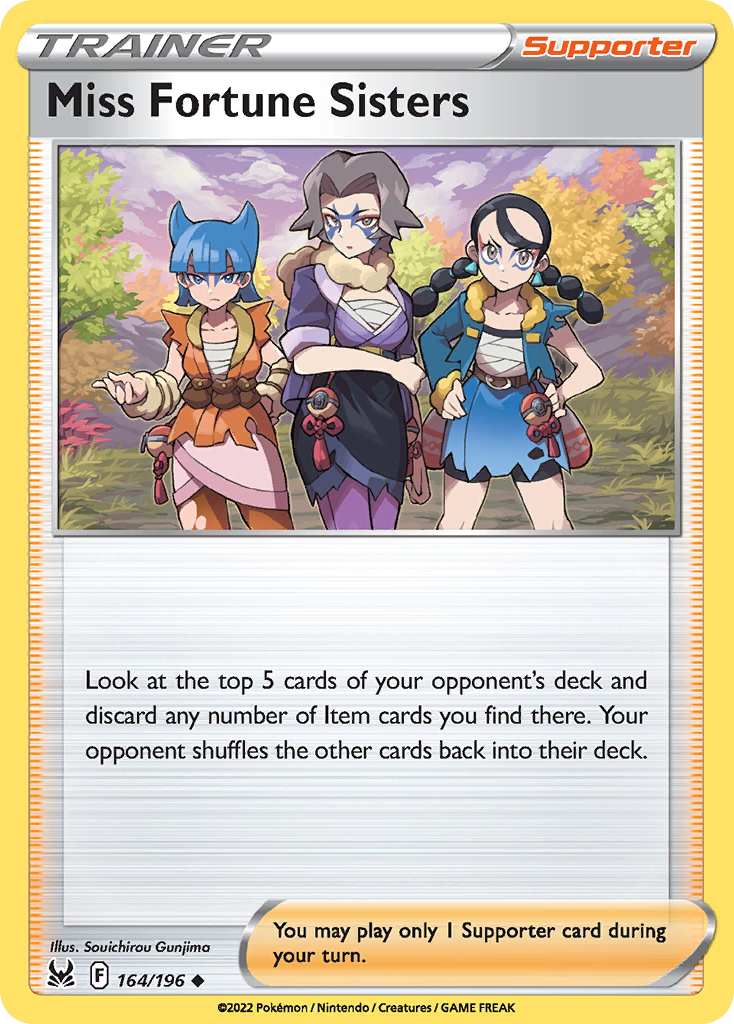 TRAINER
Supporter
Miss Fortune Sisters
Look at the top 5 cards of your opponent's deck and
discard any number of Item cards you find there. Your
opponent shuffles the other cards back into their deck.
Illus. Souichirou Gunjima
You may play only 1 Supporter card during
your turn.
F 164/196
©2022 Pokémon / Nintendo / Creatures / GAME FREAK